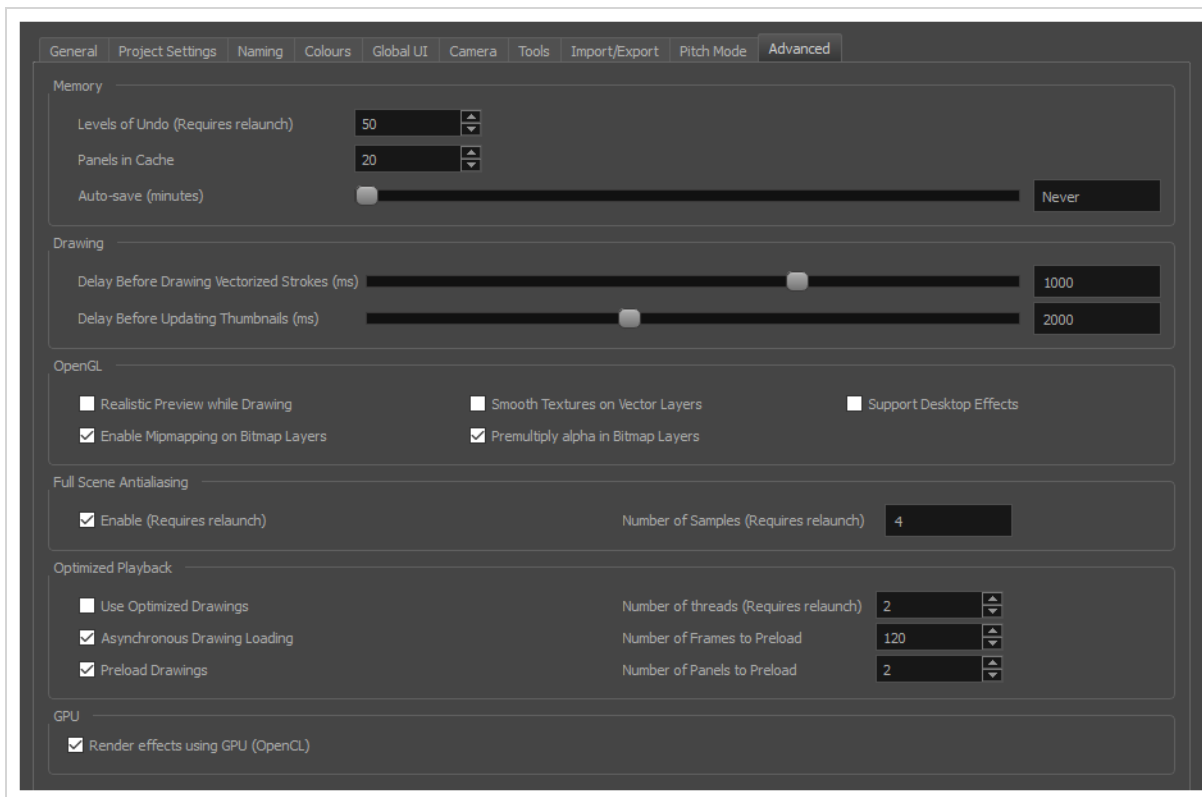 General Project Settings Naming Colours Global UI Camera Tools Import/Export Pitch Mode Advanced
Memory
Levels of Undo (Requires relaunch) 50
Panels in Cache 20
Auto-save (minutes) Never
Drawing
Delay Before Drawing Vectorized Strokes (ms) 1000
Delay Before Updating Thumbnails (ms) 2000
OpenGL
Realistic Preview while Drawing Smooth Textures on Vector Layers Support Desktop Effects
Enable Mipmapping on Bitmap Layers Premultiply alpha in Bitmap Layers
Full Scene Antialiasing
Enable (Requires relaunch) Number of Samples (Requires relaunch) 4
Optimized Playback
Use Optimized Drawings Number of threads (Requires relaunch) 2
Asynchronous Drawing Loading Number of Frames to Preload 120
Preload Drawings Number of Panels to Preload 2
GPU
Render effects using GPU (OpenCL)